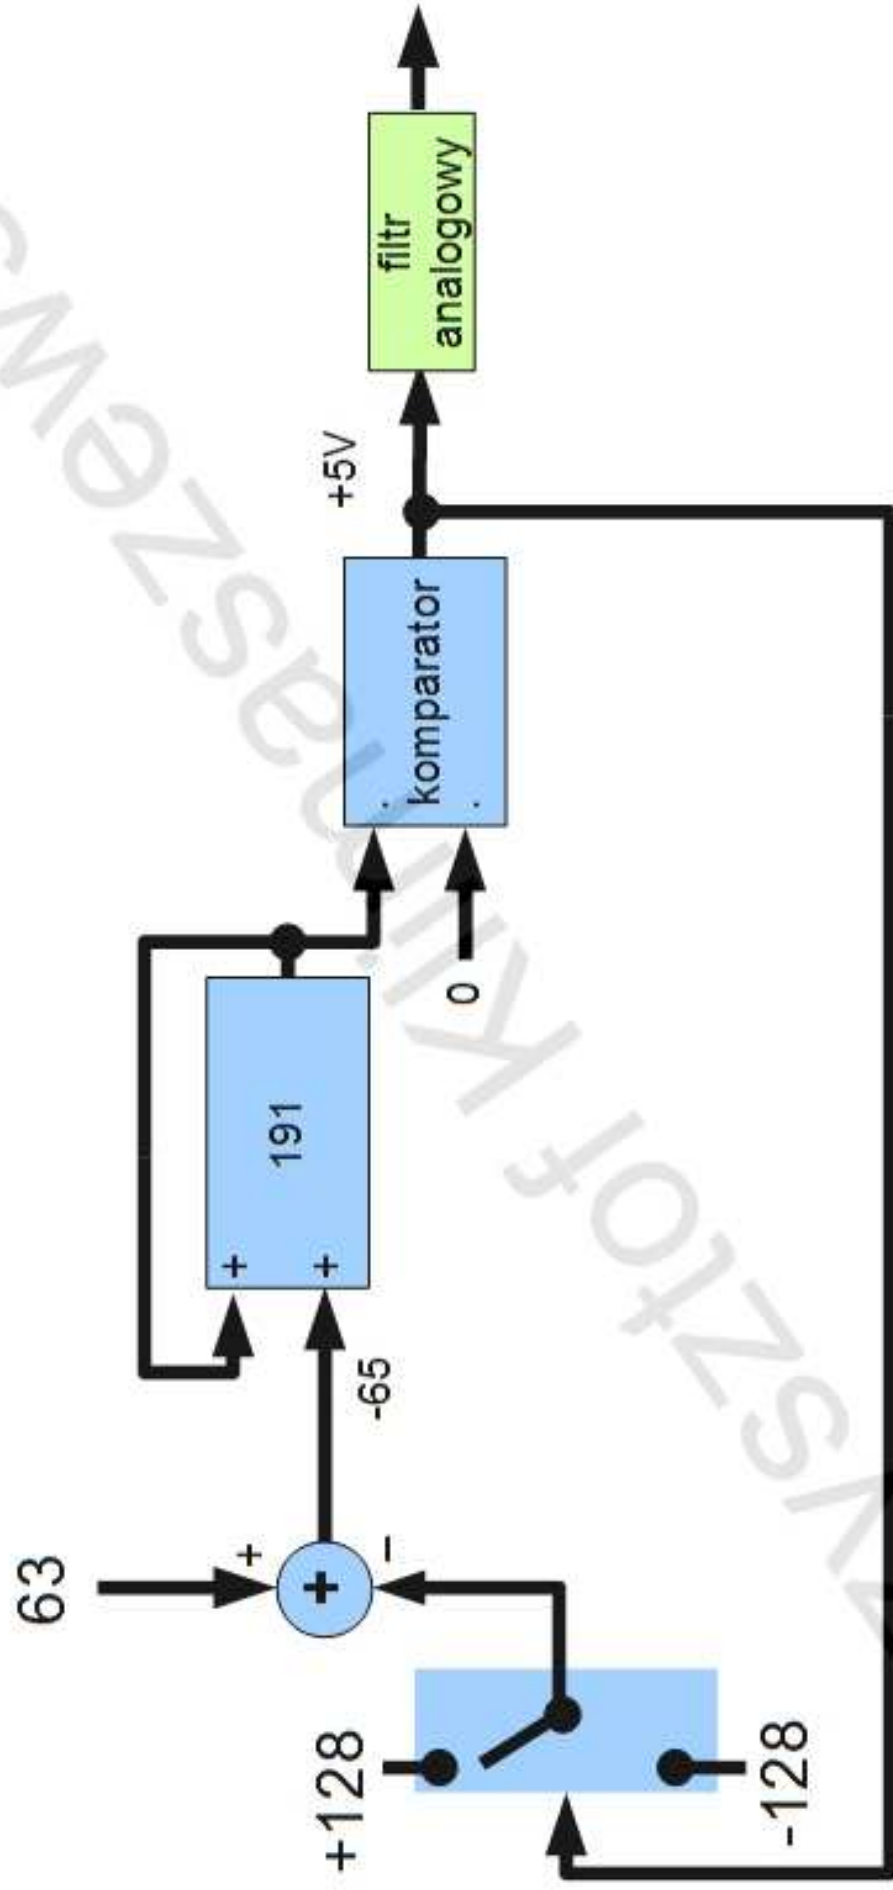 63
+
+
−
+128
-128
-65
+
+
191
0
komparator
+5V
filtr
analogowy